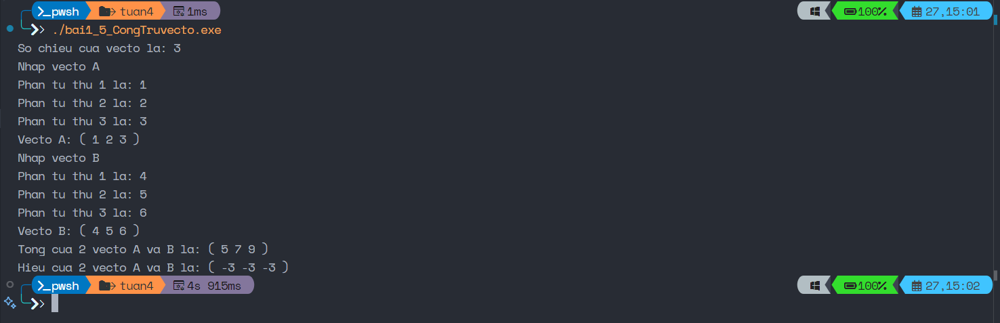 pwsh tuan4 1ms 100% 27,15:01
./bai1_5_CongTruvecto.exe
So chieu cua vecto la: 3
Nhap vecto A
Phan tu thu 1 la: 1
Phan tu thu 2 la: 2
Phan tu thu 3 la: 3
Vecto A: ( 1 2 3 )
Nhap vecto B
Phan tu thu 1 la: 4
Phan tu thu 2 la: 5
Phan tu thu 3 la: 6
Vecto B: ( 4 5 6 )
Tong cua 2 vecto A va B la: ( 5 7 9 )
Hieu cua 2 vecto A va B la: ( -3 -3 -3 )
pwsh tuan4 4s 915ms 100% 27,15:02